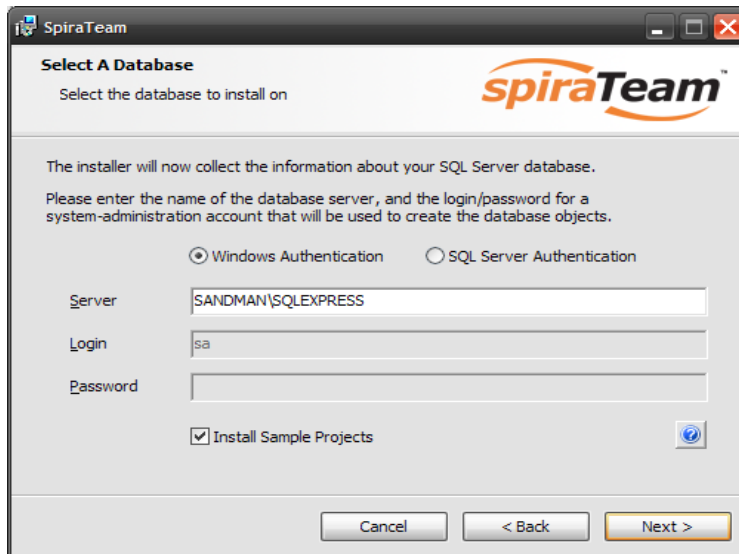 SpiraTeam
Select A Database
Select the database to install on
spiraTeam™
The installer will now collect the information about your SQL Server database.
Please enter the name of the database server, and the login/password for a
system-administration account that will be used to create the database objects.
Windows Authentication
SQL Server Authentication
Server
SANDMAN\SQLEXPRESS
Login
sa
Password
Install Sample Projects
?
Cancel
< Back
Next >